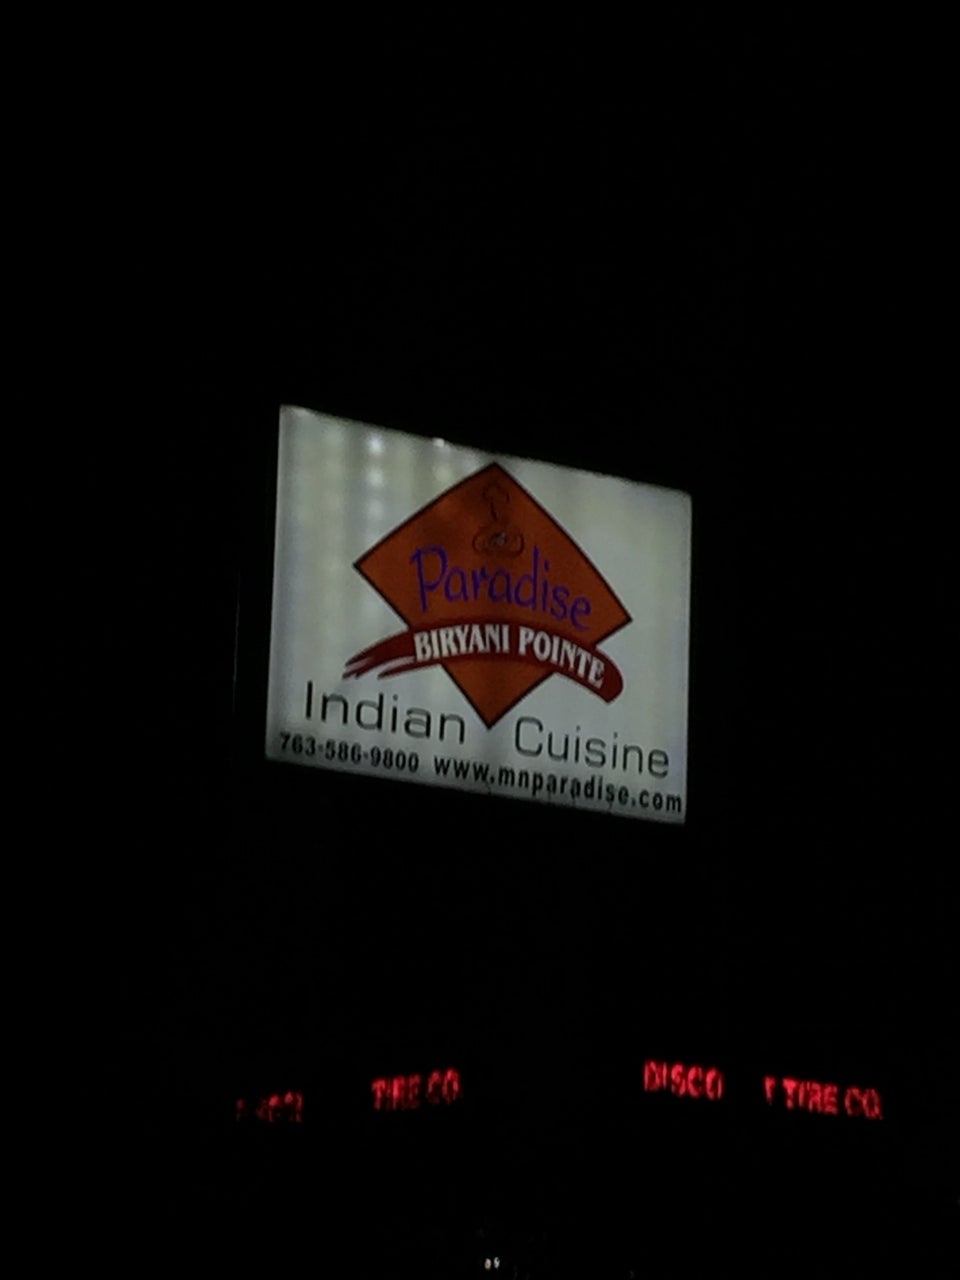 Paradise
BIRYANI POINTE
Indian Cuisine
763-586-9800 www.mnparadise.com
TIRE CO
DISCO T TIRE CO.